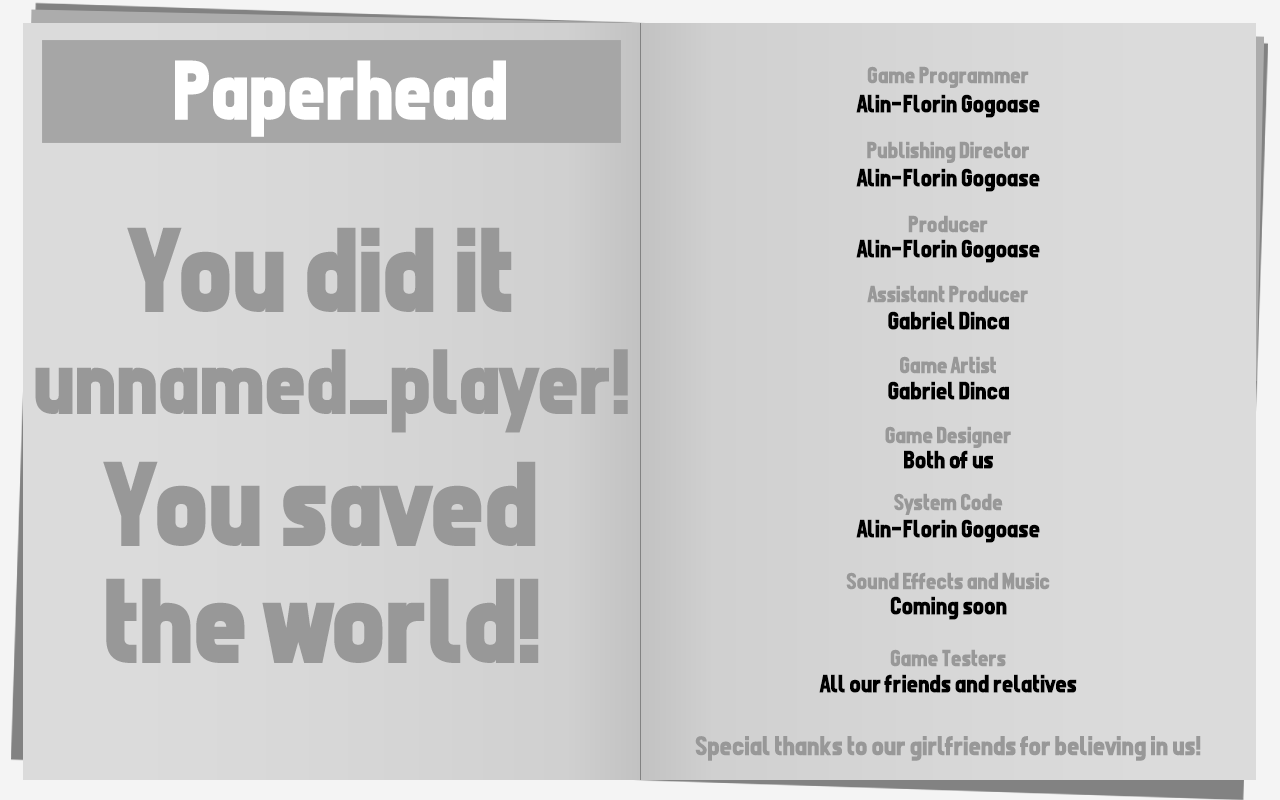 Paperhead
You did it
unnamed_player!
You saved
the world!
Game Programmer
Alin-Florin Gogoase
Publishing Director
Alin-Florin Gogoase
Producer
Alin-Florin Gogoase
Assistant Producer
Gabriel Dinca
Game Artist
Gabriel Dinca
Game Designer
Both of us
System Code
Alin-Florin Gogoase
Sound Effects and Music
Coming soon
Game Testers
All our friends and relatives
Special thanks to our girlfriends for believing in us!